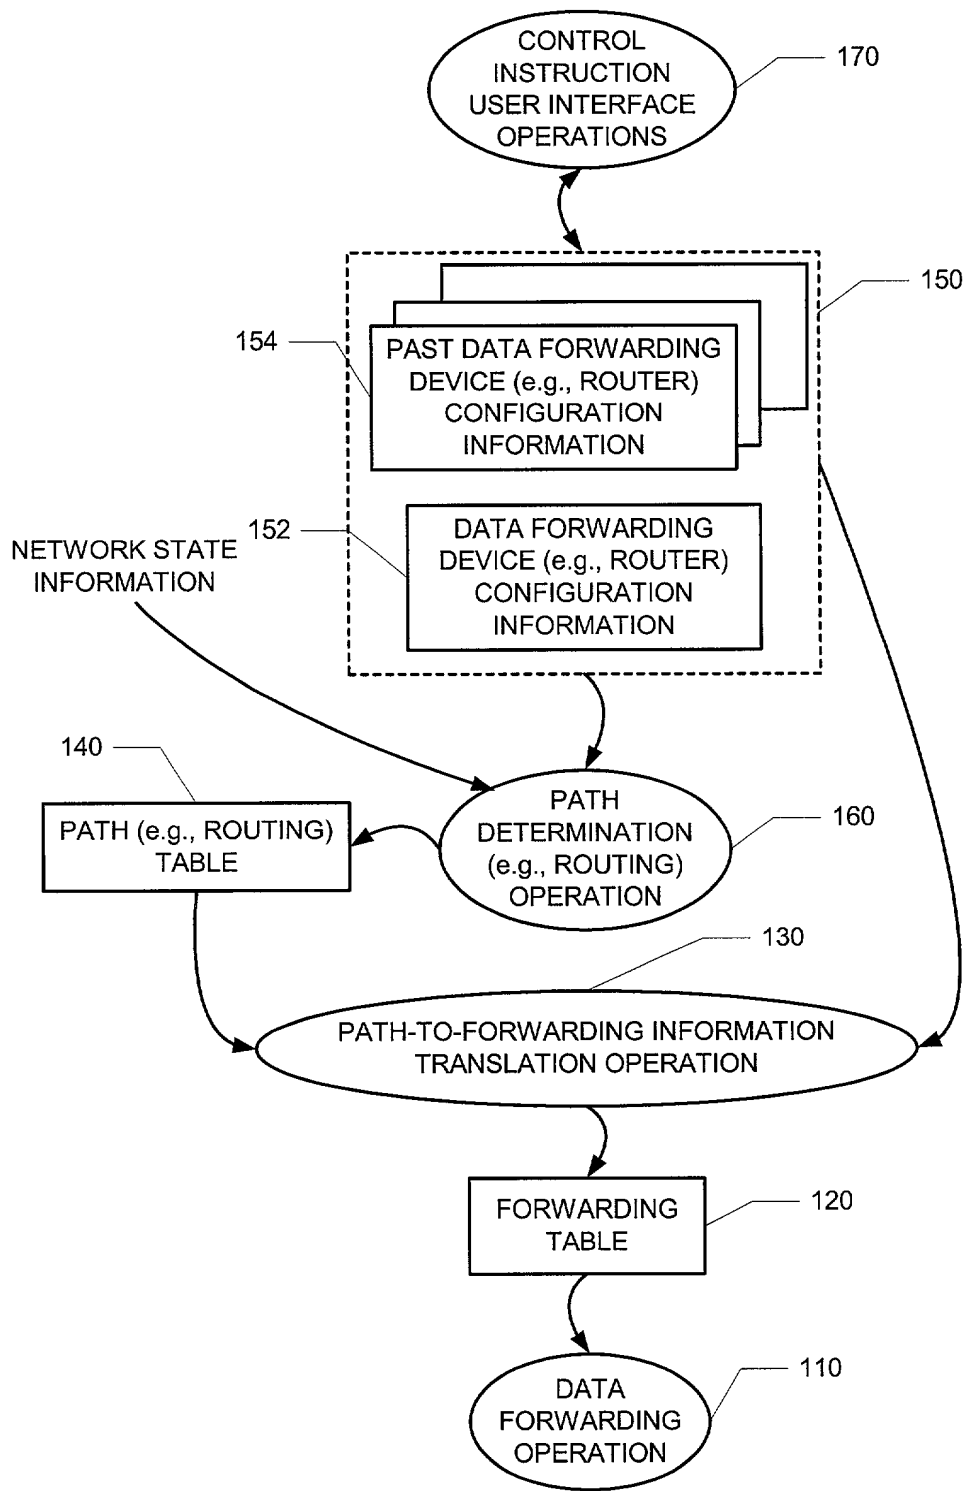 CONTROL
INSTRUCTION
USER INTERFACE
OPERATIONS
170
150
154
PAST DATA FORWARDING
DEVICE (e.g., ROUTER)
CONFIGURATION
INFORMATION
152
DATA FORWARDING
DEVICE (e.g., ROUTER)
CONFIGURATION
INFORMATION
NETWORK STATE
INFORMATION
140
PATH (e.g., ROUTING)
TABLE
PATH
DETERMINATION
(e.g., ROUTING)
OPERATION
160
130
PATH-TO-FORWARDING INFORMATION
TRANSLATION OPERATION
FORWARDING
TABLE
120
DATA
FORWARDING
OPERATION
110